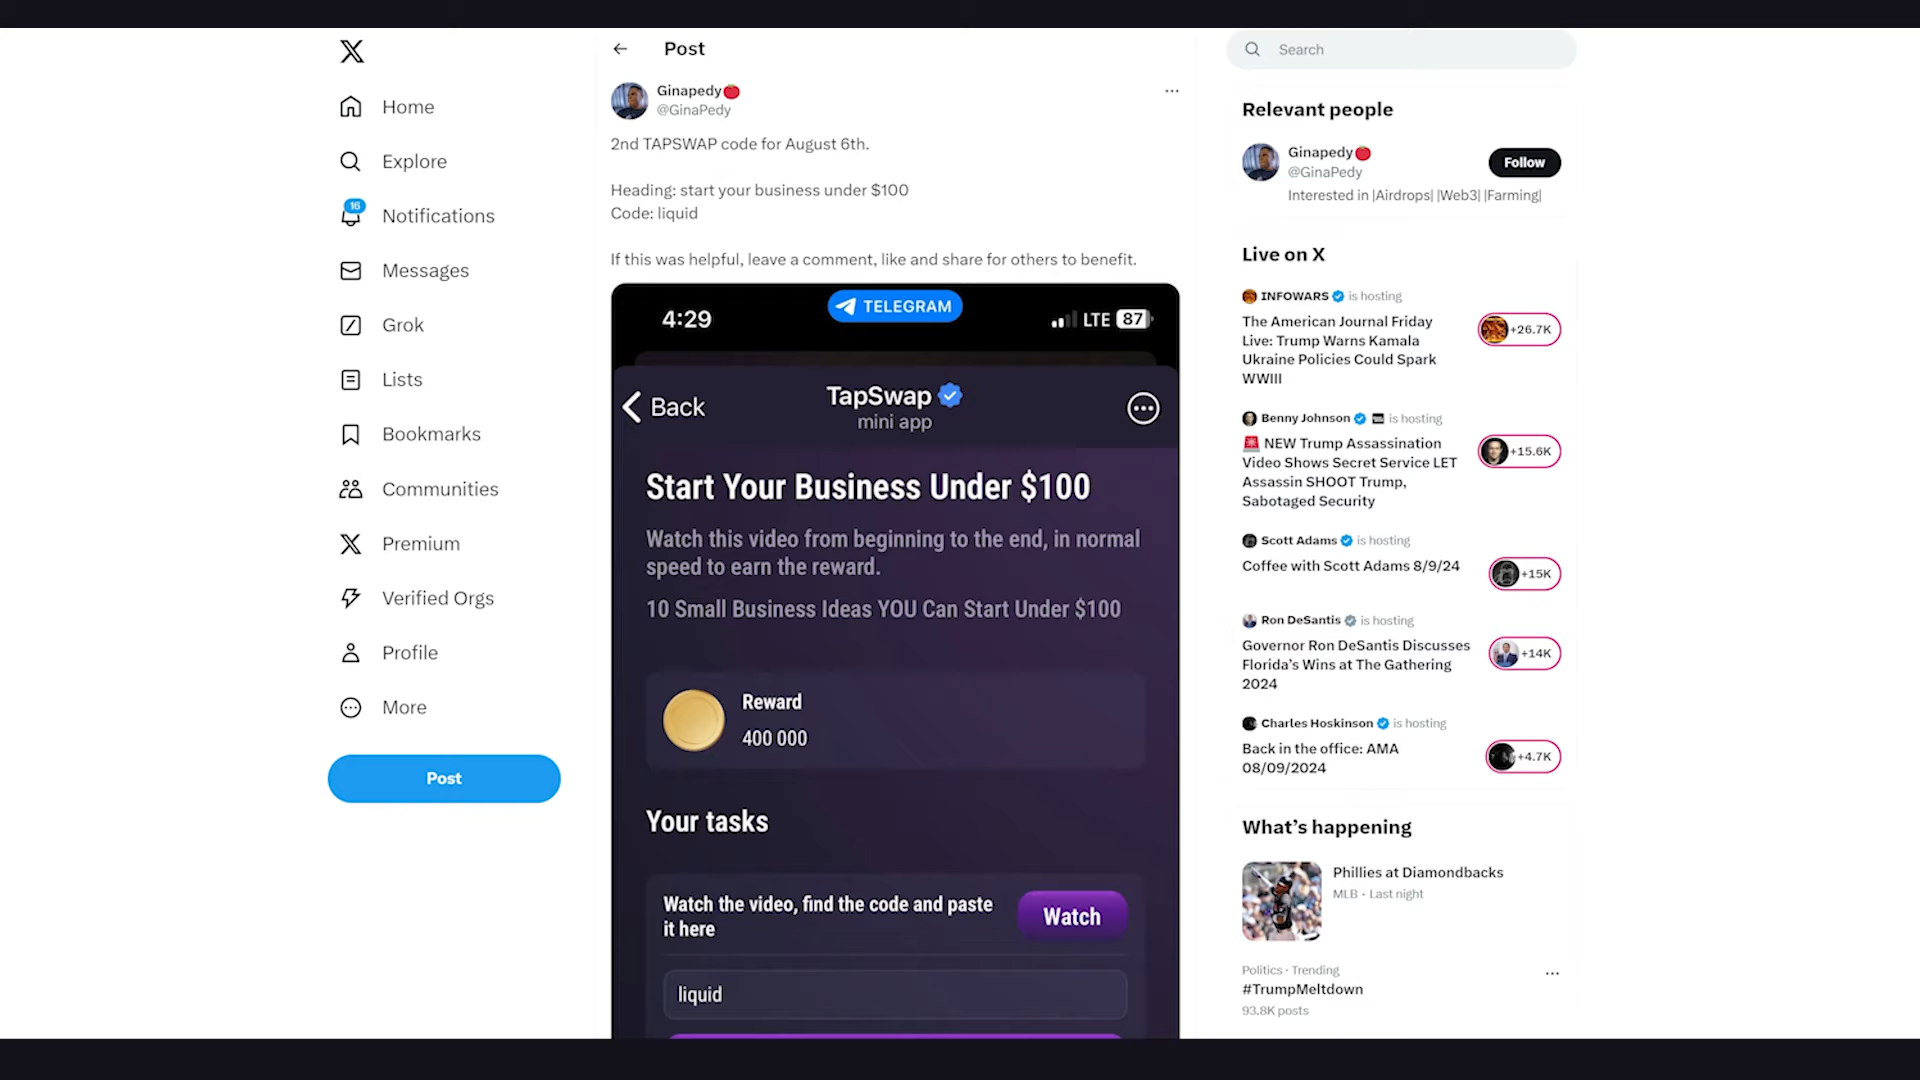 Home
Explore
16
Notifications
Messages
Grok
Lists
Bookmarks
Communities
Premium
Verified Orgs
Profile
More
Post
Post
Ginapedy🍅
@GinaPedy
2nd TAPSWAP code for August 6th.
Heading: start your business under $100
Code: liquid
If this was helpful, leave a comment, like and share for others to benefit.
4:29
TELEGRAM
LTE 87
Back
TapSwap
mini app
Start Your Business Under $100
Watch this video from beginning to the end, in normal
speed to earn the reward.
10 Small Business Ideas YOU Can Start Under $100
Reward
400 000
Your tasks
Watch the video, find the code and paste
it here
Watch
liquid
Search
Relevant people
Ginapedy🍅
@GinaPedy
Follow
Interested in |Airdrops| |Web3| |Farming|
Live on X
INFOWARS is hosting
The American Journal Friday
Live: Trump Warns Kamala
Ukraine Policies Could Spark
WWIII
+26.7K
Benny Johnson is hosting
🚨 NEW Trump Assassination
Video Shows Secret Service LET
Assassin SHOOT Trump,
Sabotaged Security
+15.6K
Scott Adams is hosting
Coffee with Scott Adams 8/9/24
+15K
Ron DeSantis is hosting
Governor Ron DeSantis Discusses
Florida's Wins at The Gathering
2024
+14K
Charles Hoskinson is hosting
Back in the office: AMA
08/09/2024
+4.7K
What's happening
Phillies at Diamondbacks
MLB · Last night
Politics · Trending
#TrumpMeltdown
93.8K posts